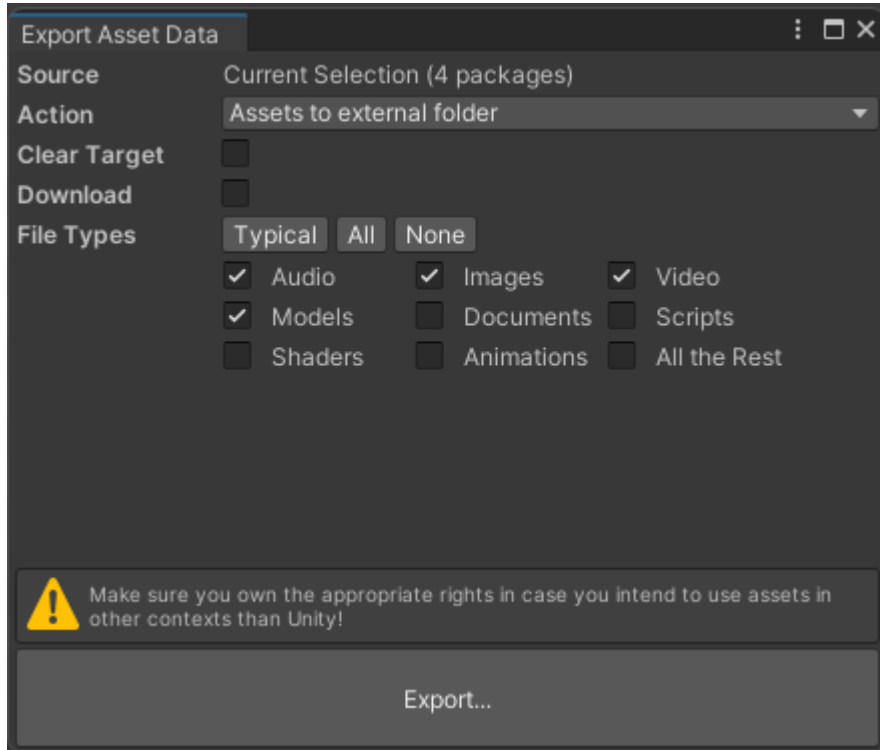 Export Asset Data
Source Current Selection (4 packages)
Action Assets to external folder
Clear Target
Download
File Types Typical All None
Audio Images Video
Models Documents Scripts
Shaders Animations All the Rest
Make sure you own the appropriate rights in case you intend to use assets in
other contexts than Unity!
Export...